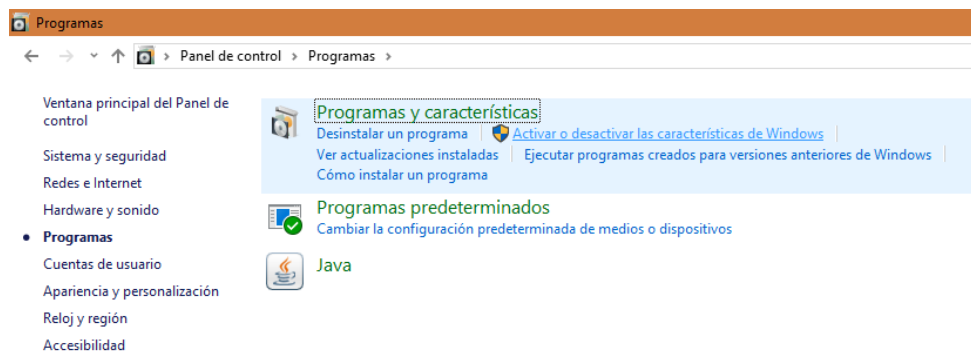 Programas
Panel de control > Programas >
Ventana principal del Panel de
control
Sistema y seguridad
Redes e Internet
Hardware y sonido
Programas
Cuentas de usuario
Apariencia y personalización
Reloj y región
Accesibilidad
Programas y características
Desinstalar un programa | Activar o desactivar las características de Windows |
Ver actualizaciones instaladas | Ejecutar programas creados para versiones anteriores de Windows |
Cómo instalar un programa
Programas predeterminados
Cambiar la configuración predeterminada de medios o dispositivos
Java